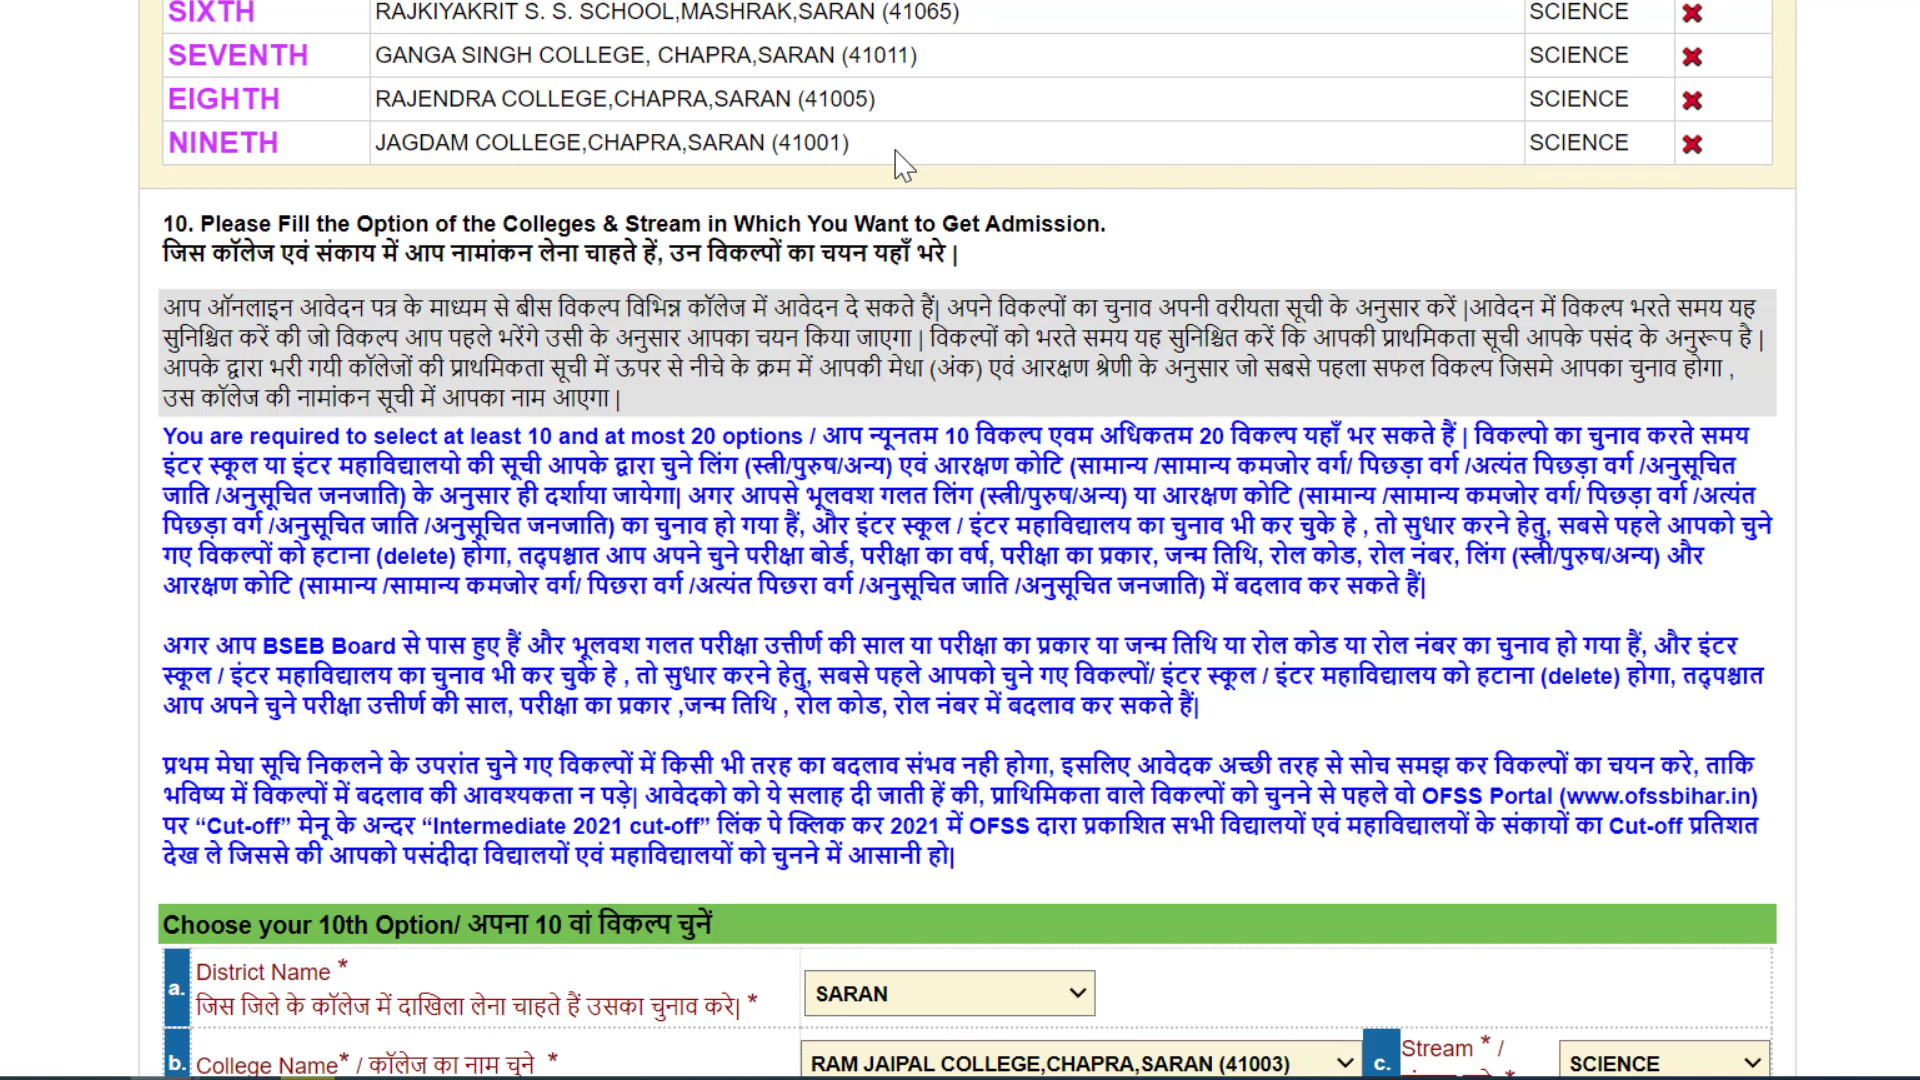 SIXTH RAJKIYAKRIT S. S. SCHOOL,MASHRAK,SARAN (41065) SCIENCE
SEVENTH GANGA SINGH COLLEGE, CHAPRA,SARAN (41011) SCIENCE
EIGHTH RAJENDRA COLLEGE,CHAPRA,SARAN (41005) SCIENCE
NINETH JAGDAM COLLEGE,CHAPRA,SARAN (41001) SCIENCE
10. Please Fill the Option of the Colleges & Stream in Which You Want to Get Admission.
जिस कॉलेज एवं संकाय में आप नामांकन लेना चाहते हें, उन विकल्पों का चयन यहाँ भरे |
आप ऑनलाइन आवेदन पत्र के माध्यम से बीस विकल्प विभिन्न कॉलेज में आवेदन दे सकते हैं| अपने विकल्पों का चुनाव अपनी वरीयता सूची के अनुसार करें |आवेदन में विकल्प भरते समय यह
सुनिश्चित करें की जो विकल्प आप पहले भरेंगे उसी के अनुसार आपका चयन किया जाएगा | विकल्पों को भरते समय यह सुनिश्चित करें कि आपकी प्राथमिकता सूची आपके पसंद के अनुरूप है |
आपके द्वारा भरी गयी कॉलेजों की प्राथमिकता सूची में ऊपर से नीचे के क्रम में आपकी मेधा (अंक) एवं आरक्षण श्रेणी के अनुसार जो सबसे पहला सफल विकल्प जिसमे आपका चुनाव होगा ,
उस कॉलेज की नामांकन सूची में आपका नाम आएगा |
You are required to select at least 10 and at most 20 options / आप न्यूनतम 10 विकल्प एवम अधिकतम 20 विकल्प यहाँ भर सकते हैं | विकल्पो का चुनाव करते समय
इंटर स्कूल या इंटर महाविद्यालयो की सूची आपके द्वारा चुने लिंग (स्त्री/पुरुष/अन्य) एवं आरक्षण कोटि (सामान्य /सामान्य कमजोर वर्ग/ पिछड़ा वर्ग /अत्यंत पिछड़ा वर्ग /अनुसूचित
जाति /अनुसूचित जनजाति) के अनुसार ही दर्शाया जायेगा| अगर आपसे भूलवश गलत लिंग (स्त्री/पुरुष/अन्य) या आरक्षण कोटि (सामान्य /सामान्य कमजोर वर्ग/ पिछड़ा वर्ग /अत्यंत
पिछड़ा वर्ग /अनुसूचित जाति /अनुसूचित जनजाति) का चुनाव हो गया हैं, और इंटर स्कूल / इंटर महाविद्यालय का चुनाव भी कर चुके हे , तो सुधार करने हेतु, सबसे पहले आपको चुने
गए विकल्पों को हटाना (delete) होगा, तद्पश्चात आप अपने चुने परीक्षा बोर्ड, परीक्षा का वर्ष, परीक्षा का प्रकार, जन्म तिथि, रोल कोड, रोल नंबर, लिंग (स्त्री/पुरुष/अन्य) और
आरक्षण कोटि (सामान्य /सामान्य कमजोर वर्ग/ पिछरा वर्ग /अत्यंत पिछरा वर्ग /अनुसूचित जाति /अनुसूचित जनजाति) में बदलाव कर सकते हैं|
अगर आप BSEB Board से पास हुए हैं और भूलवश गलत परीक्षा उत्तीर्ण की साल या परीक्षा का प्रकार या जन्म तिथि या रोल कोड या रोल नंबर का चुनाव हो गया हैं, और इंटर
स्कूल / इंटर महाविद्यालय का चुनाव भी कर चुके हे , तो सुधार करने हेतु, सबसे पहले आपको चुने गए विकल्पों/ इंटर स्कूल / इंटर महाविद्यालय को हटाना (delete) होगा, तद्पश्चात
आप अपने चुने परीक्षा उत्तीर्ण की साल, परीक्षा का प्रकार ,जन्म तिथि , रोल कोड, रोल नंबर में बदलाव कर सकते हैं|
प्रथम मेघा सूचि निकलने के उपरांत चुने गए विकल्पों में किसी भी तरह का बदलाव संभव नही होगा, इसलिए आवेदक अच्छी तरह से सोच समझ कर विकल्पों का चयन करे, ताकि
भविष्य में विकल्पों में बदलाव की आवश्यकता न पड़े| आवेदको को ये सलाह दी जाती हें की, प्राथिमिकता वाले विकल्पों को चुनने से पहले वो OFSS Portal (www.ofssbihar.in)
पर “Cut-off” मेनू के अन्दर “Intermediate 2021 cut-off” लिंक पे क्लिक कर 2021 में OFSS दारा प्रकाशित सभी विद्यालयों एवं महाविद्यालयों के संकायों का Cut-off प्रतिशत
देख ले जिससे की आपको पसंदीदा विद्यालयों एवं महाविद्यालयों को चुनने में आसानी हो|
Choose your 10th Option/ अपना 10 वां विकल्प चुनें
a. District Name * SARAN
जिस जिले के कॉलेज में दाखिला लेना चाहते हैं उसका चुनाव करे| *
b. College Name* / कॉलेज का नाम चुने * RAM JAIPAL COLLEGE,CHAPRA,SARAN (41003) c. Stream * / SCIENCE